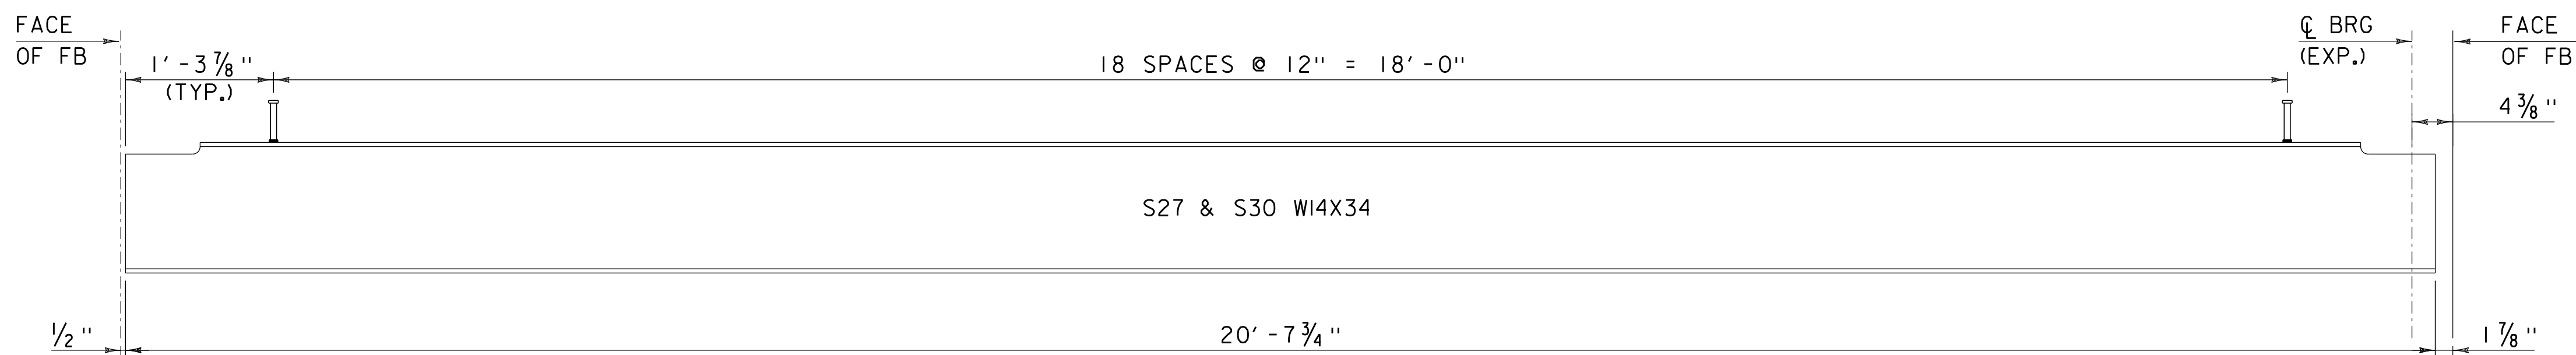 FACE
OF FB
1'-3 7/8"
(TYP.)
18 SPACES @ 12" = 18'-0"
℄ BRG
(EXP.)
FACE
OF FB
4 3/8"
S27 & S30 W14X34
1/2"
20'-7 3/4"
1 7/8"